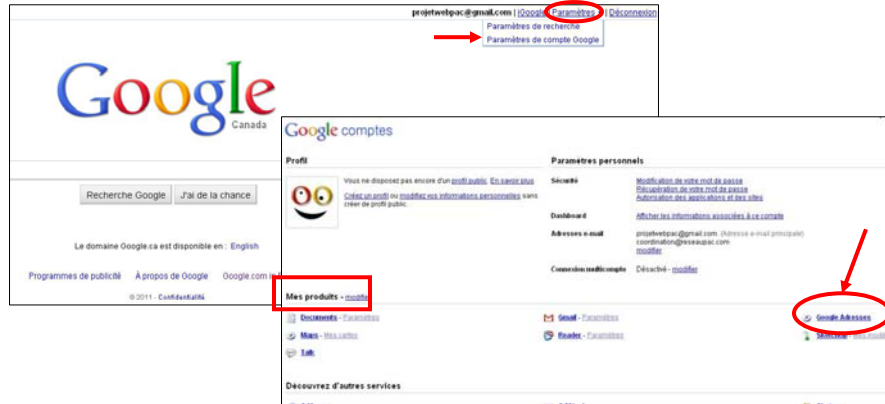 projetwebpac@gmail.com | iGoogle | Paramètres | Déconnexion
Paramètres de recherche
Paramètres de compte Google
Google
Canada
Recherche Google J'ai de la chance
Le domaine Google.ca est disponible en : English
Programmes de publicité À propos de Google Google.com in
© 2011 - Confidentialité
Google comptes
Profil
Vous ne disposez pas encore d'un profil public. En savoir plus
Créez un profil ou modifiez vos informations personnelles sans
créer de profil public.
Paramètres personnels
Sécurité
Modification de votre mot de passe
Récupération de votre mot de passe
Autorisation des applications et des sites
Dashboard Afficher les informations associées à ce compte
Adresses e-mail projetwebpac@gmail.com (Adresse e-mail principale)
coordination@reseaupac.com
modifier
Connexion multicompte Désactivé - modifier
Mes produits - modifier
Documents - Paramètres
Gmail - Paramètres
Google Adresses
Maps - Mes cartes
Reader - Paramètres
Talk
Découvrez d'autres services